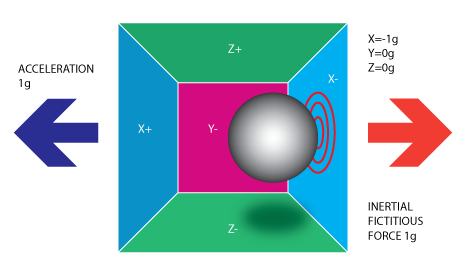 Z+
X=-1g
Y=0g
Z=0g
ACCELERATION
1g
X-
X+
Y-
INERTIAL
FICTITIOUS
FORCE 1g
Z-